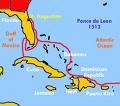 Florida
St. Augustine
Ponce de Leon
1513
Gulf
of
Mexico
Atlantic
Ocean
Bahamas
Cuba
Dominican
Republic
Haiti
Jamaica
Puerto Rico